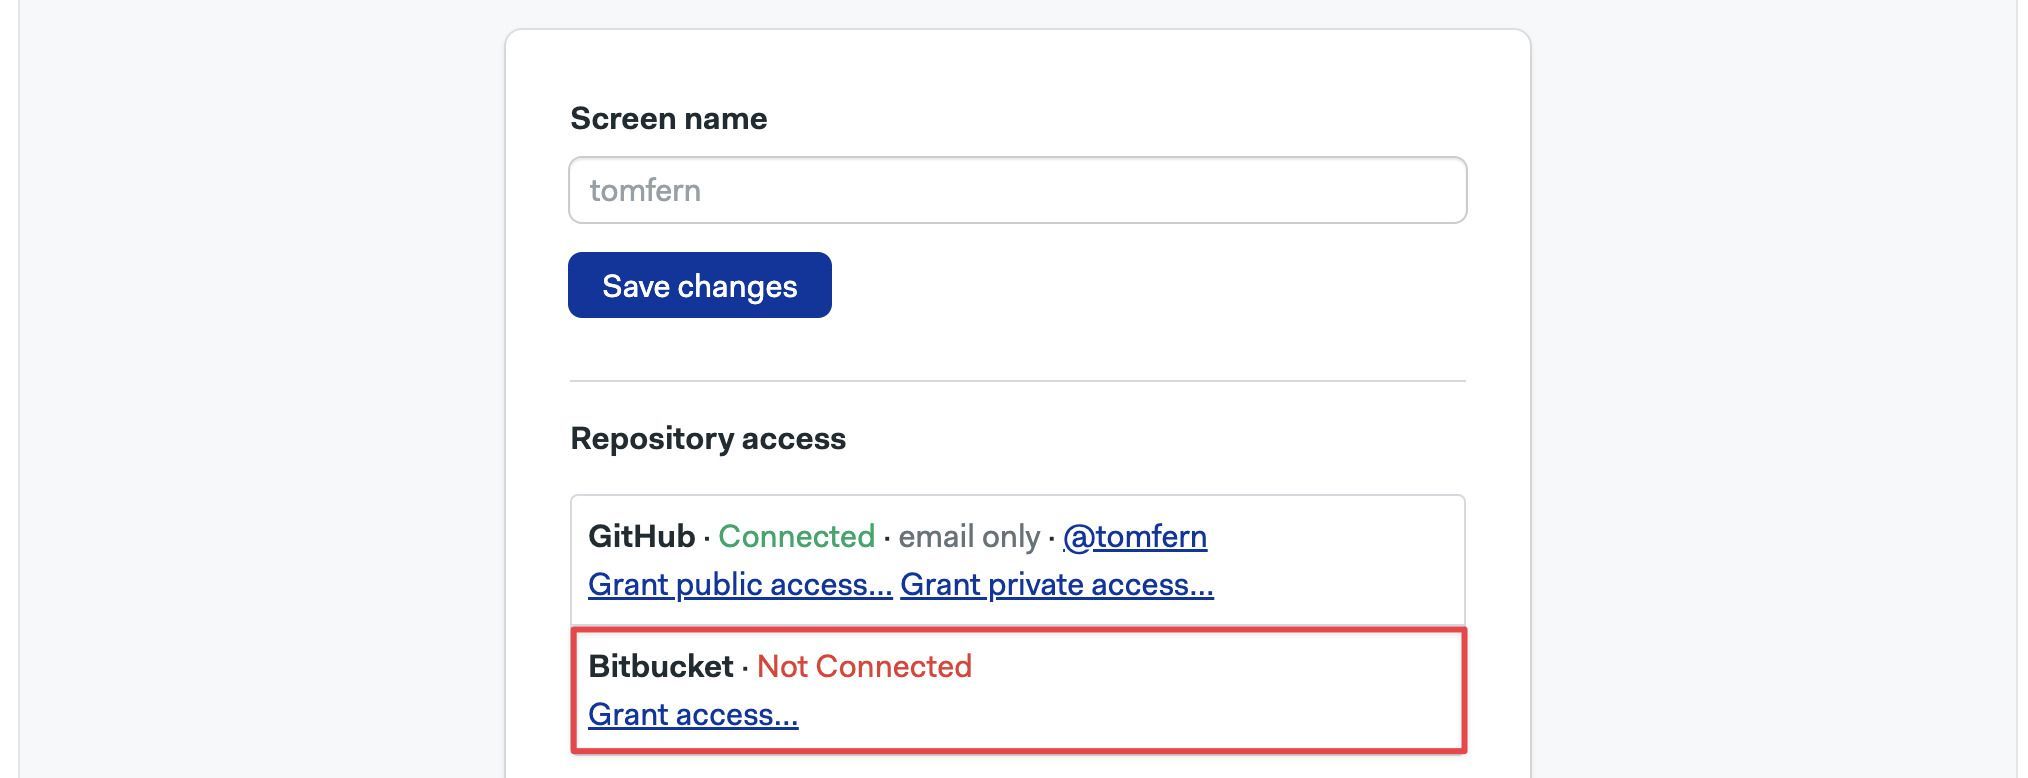 Screen name
tomfern
Save changes
Repository access
GitHub · Connected · email only · @tomfern
Grant public access... Grant private access...
Bitbucket · Not Connected
Grant access...